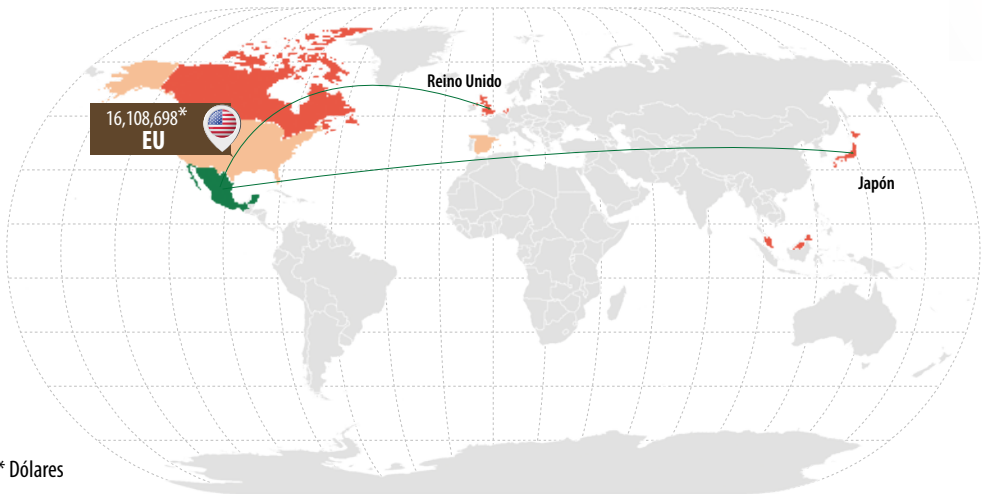 Reino Unido
16,108,698*
EU
Japón
* Dólares